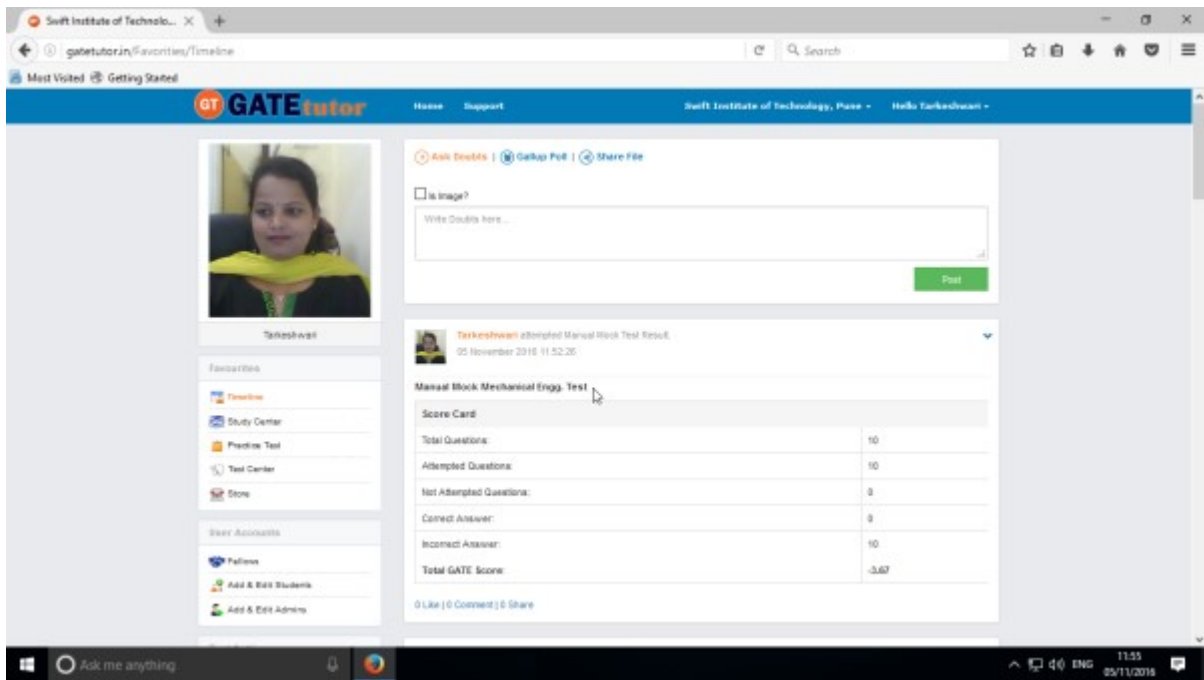 Swift Institute of Technolo...
gatetutor.in/Favorities/Timeline
Search
Most Visited Getting Started
GT GATEtutor Home Support Swift Institute of Technology, Pune Hello Tarkeshwari
Ask Doubts | Gallup Poll | Share File
Is Image?
Write Doubts here...
Post
Tarkeshwari
Favourites
Timeline
Study Center
Practice Test
Test Center
Store
User Accounts
Fellows
Add & Edit Students
Add & Edit Admins
Tarkeshwari attempted Manual Mock Test Result.
05 November 2016 11:52:26
Manual Mock Mechanical Engg. Test
Score Card
Total Questions: 10
Attempted Questions: 10
Not Attempted Questions: 0
Correct Answer: 0
Incorrect Answer: 10
Total GATE Score: -3.67
0 Like | 0 Comment | 0 Share
Ask me anything
ENG
11:55
05/11/2016